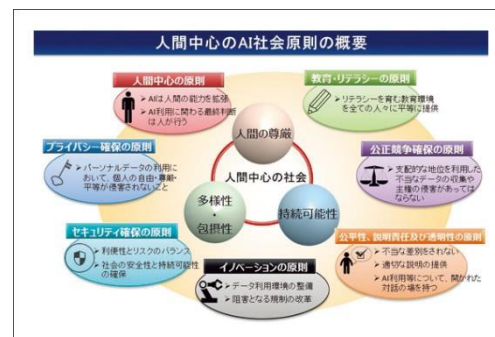 人間中心のAI社会原則の概要
人間中心の原則
➤ AIは人間の能力を拡張
➤ AI利用に関わる最終判断
は人が行う
教育・リテラシーの原則
➤ リテラシーを育む教育環境
を全ての人々に平等に提供
プライバシー確保の原則
➤ パーソナルデータの利用に
おいて、個人の自由・尊厳・
平等が侵害されないこと
人間の尊厳
人間中心の社会
多様性
・
包摂性
持続可能性
公正競争確保の原則
➤ 支配的な地位を利用した
不当なデータの収集や
主権の侵害があっては
ならない
セキュリティ確保の原則
➤ 利便性とリスクのバランス
➤ 社会の安全性と持続可能性
の確保
イノベーションの原則
➤ データ利用環境の整備
➤ 阻害となる規制の改革
公平性、説明責任及び透明性の原則
➤ 不当な差別をされない
➤ 適切な説明の提供
➤ AI利用等について、開かれた
対話の場を持つ